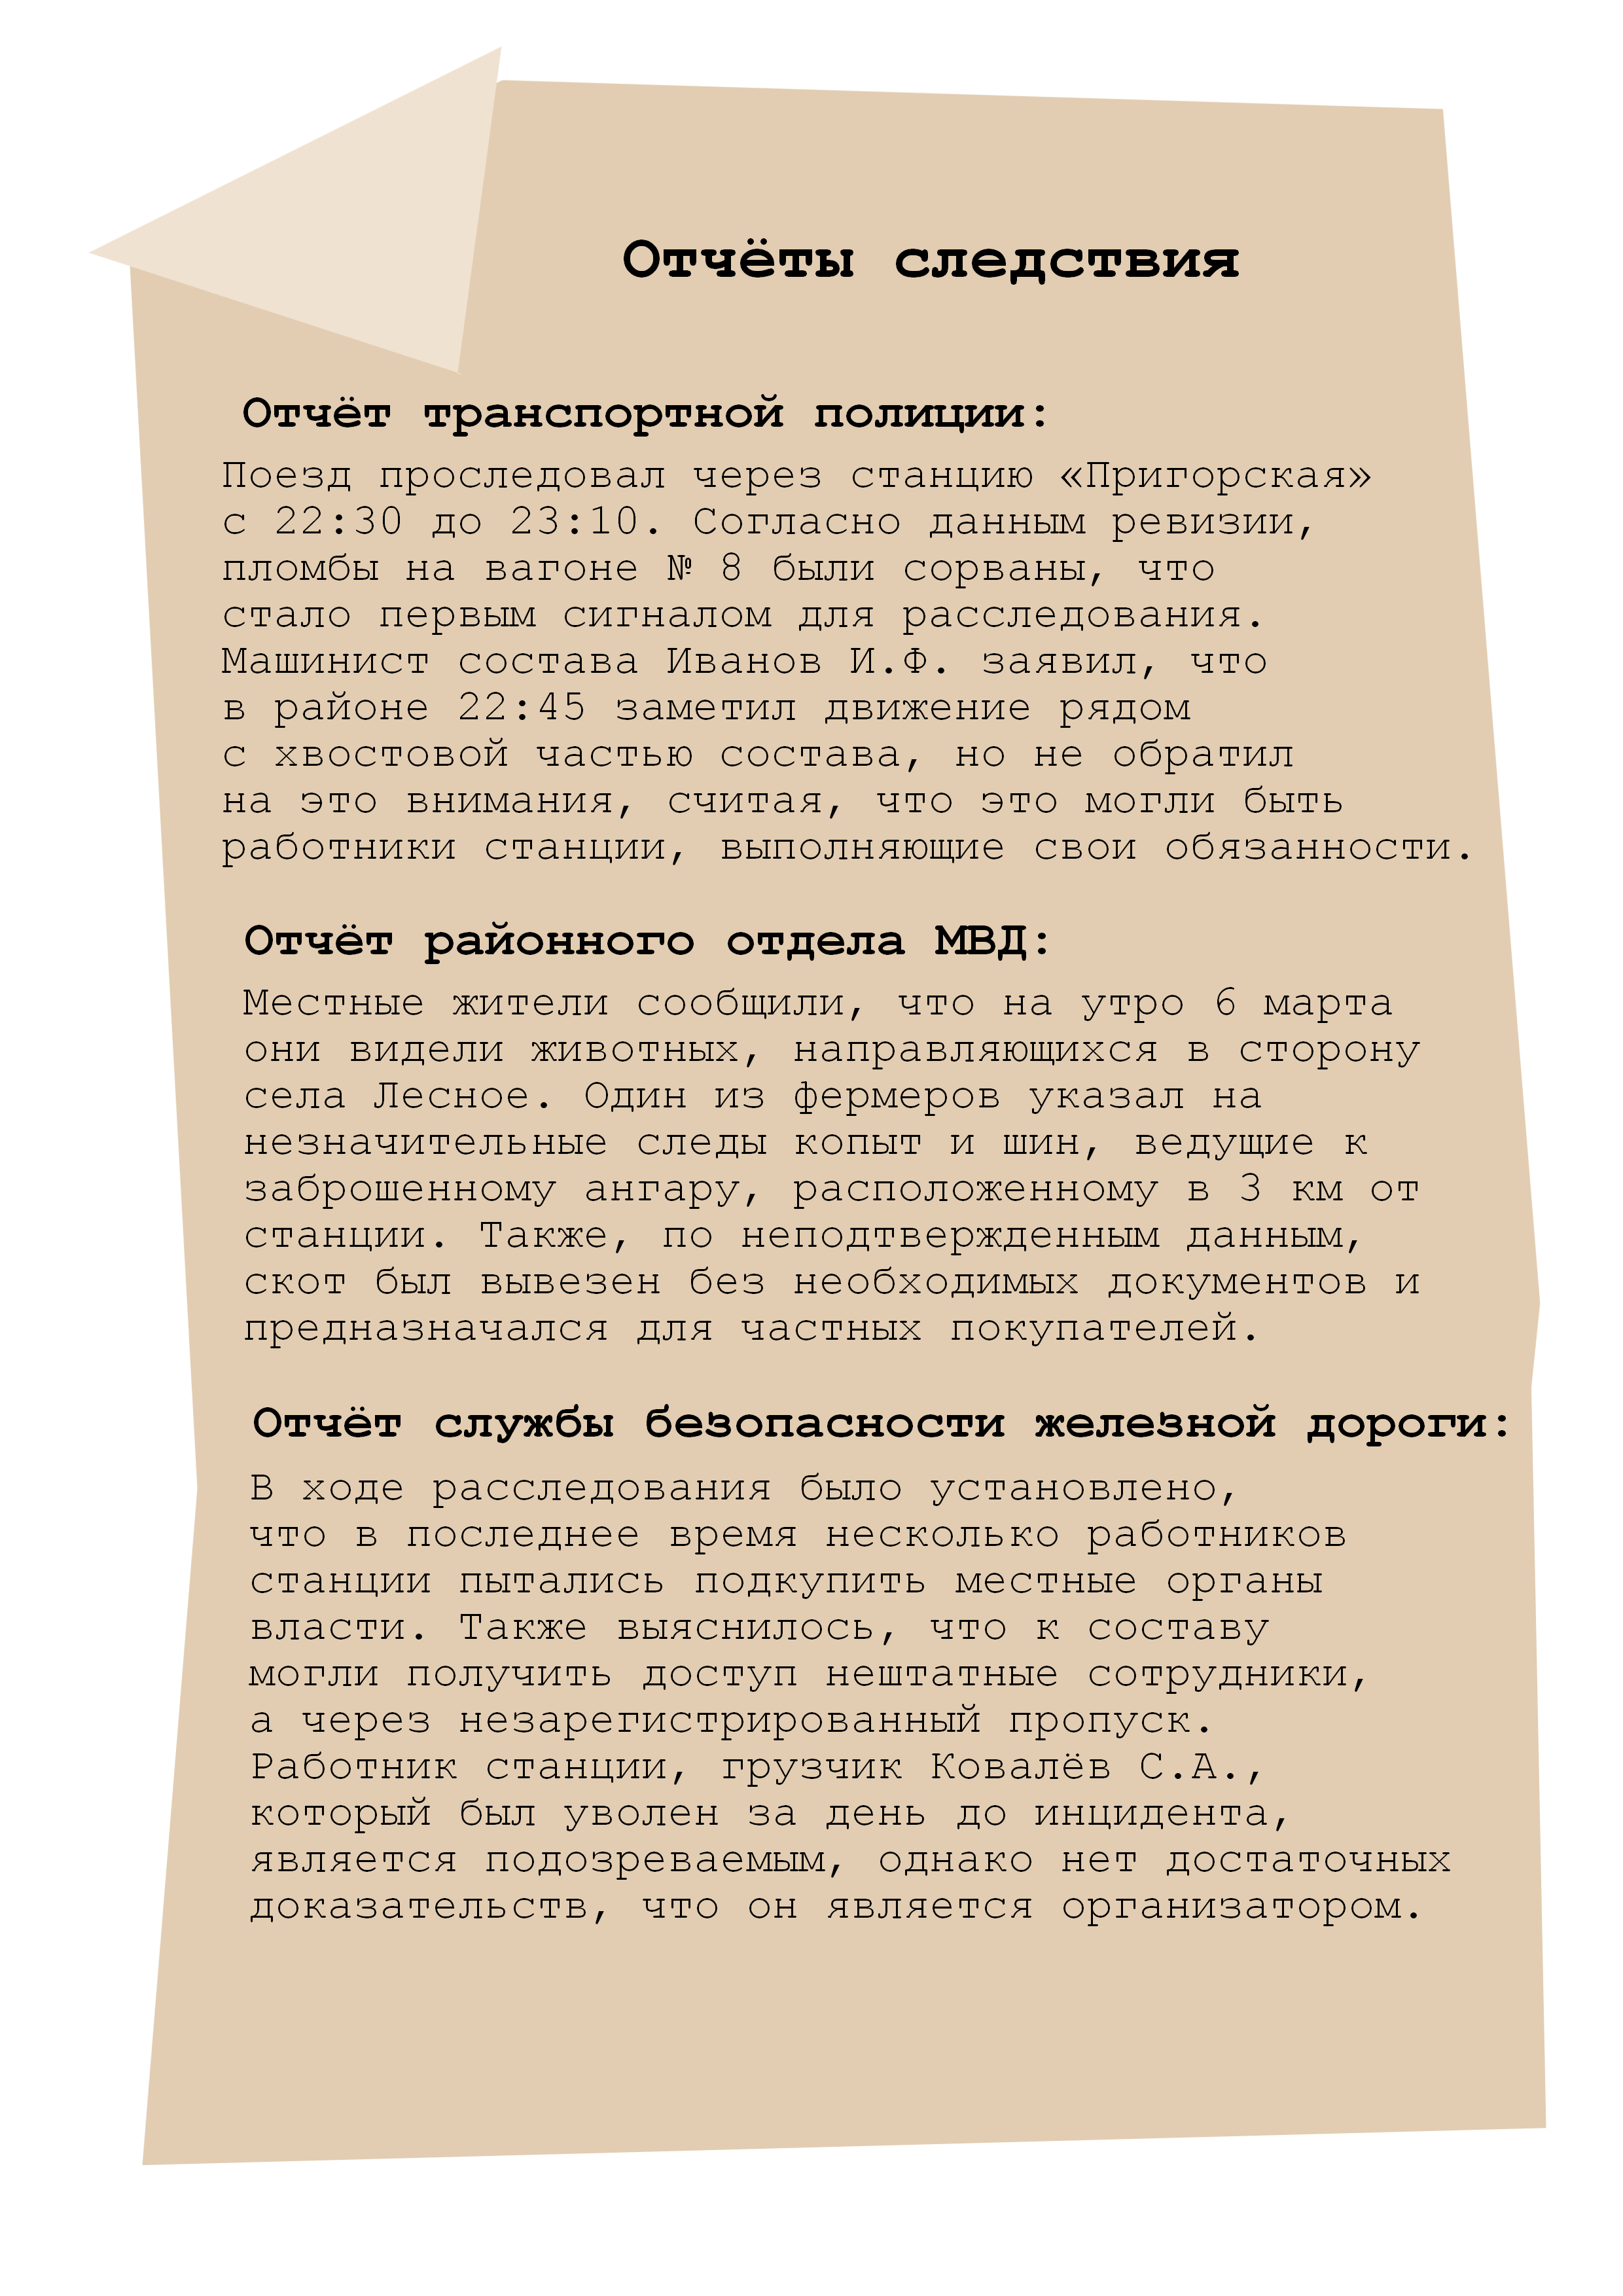 Отчёты следствия
Отчёт транспортной полиции:
Поезд проследовал через станцию «Пригорская»
с 22:30 до 23:10. Согласно данным ревизии,
пломбы на вагоне № 8 были сорваны, что
стало первым сигналом для расследования.
Машинист состава Иванов И.Ф. заявил, что
в районе 22:45 заметил движение рядом
с хвостовой частью состава, но не обратил
на это внимания, считая, что это могли быть
работники станции, выполняющие свои обязанности.
Отчёт районного отдела МВД:
Местные жители сообщили, что на утро 6 марта
они видели животных, направляющихся в сторону
села Лесное. Один из фермеров указал на
незначительные следы копыт и шин, ведущие к
заброшенному ангару, расположенному в 3 км от
станции. Также, по неподтвержденным данным,
скот был вывезен без необходимых документов и
предназначался для частных покупателей.
Отчёт службы безопасности железной дороги:
В ходе расследования было установлено,
что в последнее время несколько работников
станции пытались подкупить местные органы
власти. Также выяснилось, что к составу
могли получить доступ нештатные сотрудники,
а через незарегистрированный пропуск.
Работник станции, грузчик Ковалёв С.А.,
который был уволен за день до инцидента,
является подозреваемым, однако нет достаточных
доказательств, что он является организатором.